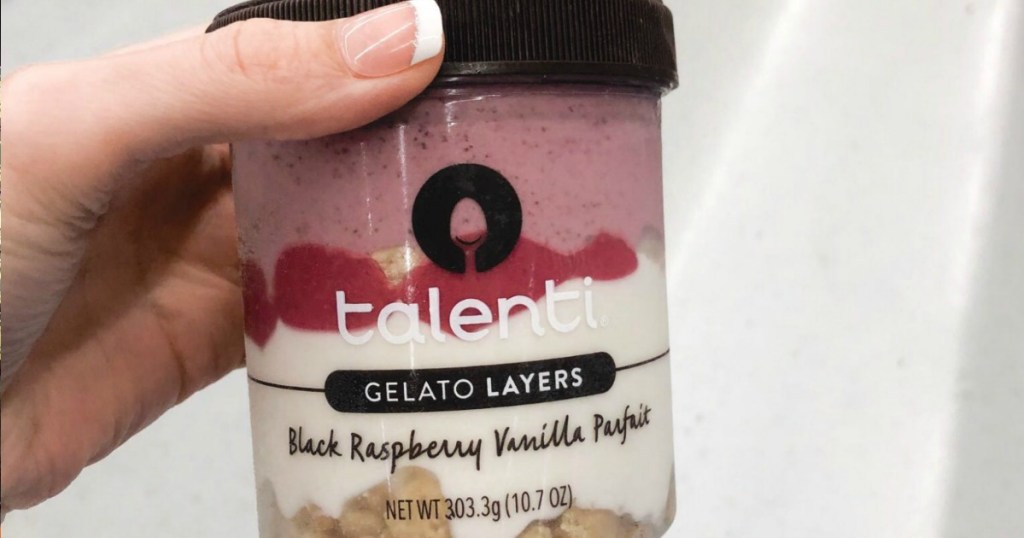 talenti
GELATO LAYERS
Black Raspberry Vanilla Parfait
NET WT 303.3g (10.7 OZ)